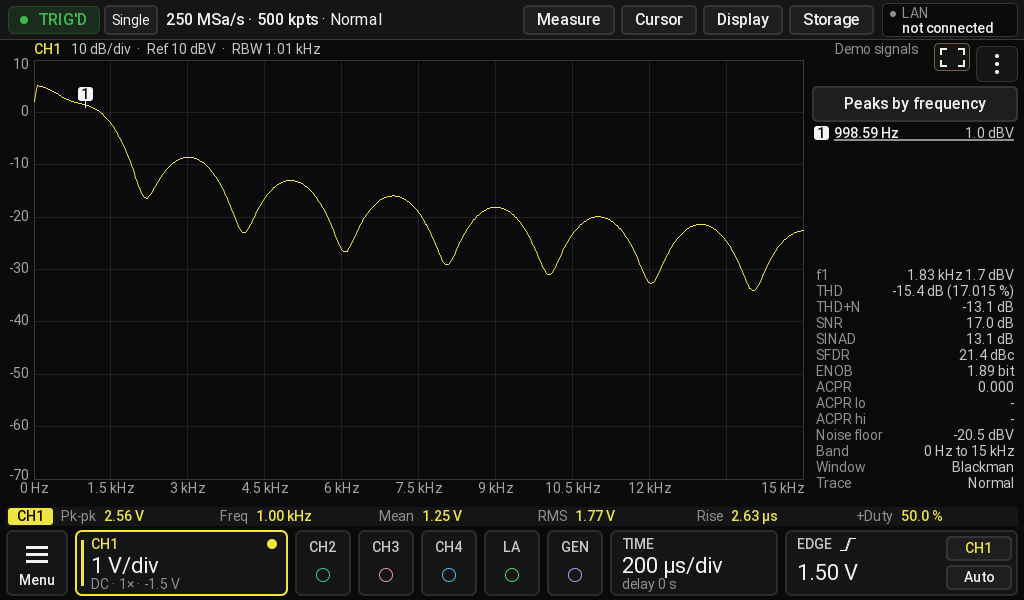 TRIG'D Single 250 MSa/s · 500 kpts · Normal Measure Cursor Display Storage LAN
not connected
CH1 10 dB/div · Ref 10 dBV · RBW 1.01 kHz Demo signals
Peaks by frequency
1 998.59 Hz 1.0 dBV
10
1
0
-10
-20
-30
-40
-50
-60
-70
0 Hz 1.5 kHz 3 kHz 4.5 kHz 6 kHz 7.5 kHz 9 kHz 10.5 kHz 12 kHz 15 kHz
f1 1.83 kHz 1.7 dBV
THD -15.4 dB (17.015 %)
THD+N -13.1 dB
SNR 17.0 dB
SINAD 13.1 dB
SFDR 21.4 dBc
ENOB 1.89 bit
ACPR 0.000
ACPR lo -
ACPR hi -
Noise floor -20.5 dBV
Band 0 Hz to 15 kHz
Window Blackman
Trace Normal
CH1 Pk-pk 2.56 V Freq 1.00 kHz Mean 1.25 V RMS 1.77 V Rise 2.63 µs +Duty 50.0 %
Menu
CH1
1 V/div
DC · 1× · -1.5 V
CH2 CH3 CH4 LA GEN
TIME
200 µs/div
delay 0 s
EDGE
1.50 V
CH1
Auto